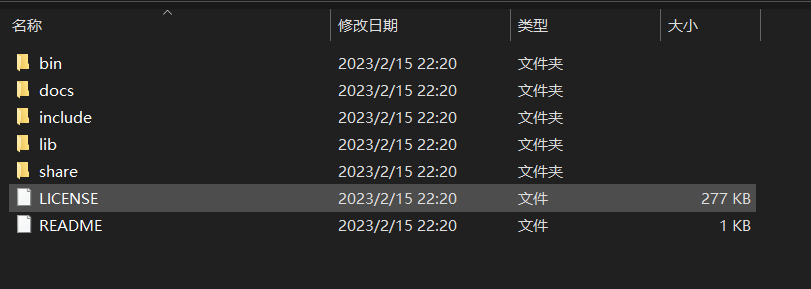 名称 修改日期 类型 大小
bin 2023/2/15 22:20 文件夹
docs 2023/2/15 22:20 文件夹
include 2023/2/15 22:20 文件夹
lib 2023/2/15 22:20 文件夹
share 2023/2/15 22:20 文件夹
LICENSE 2023/2/15 22:20 文件 277 KB
README 2023/2/15 22:20 文件 1 KB